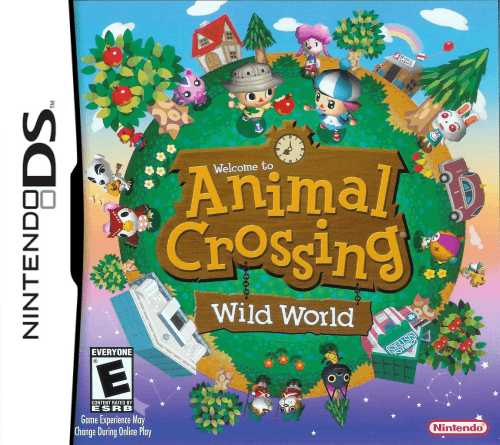 NINTENDO DS™
Welcome to
Animal
Crossing®
Wild World
EVERYONE
E
CONTENT RATED BY
ESRB
Game Experience May
Change During Online Play
Nintendo®